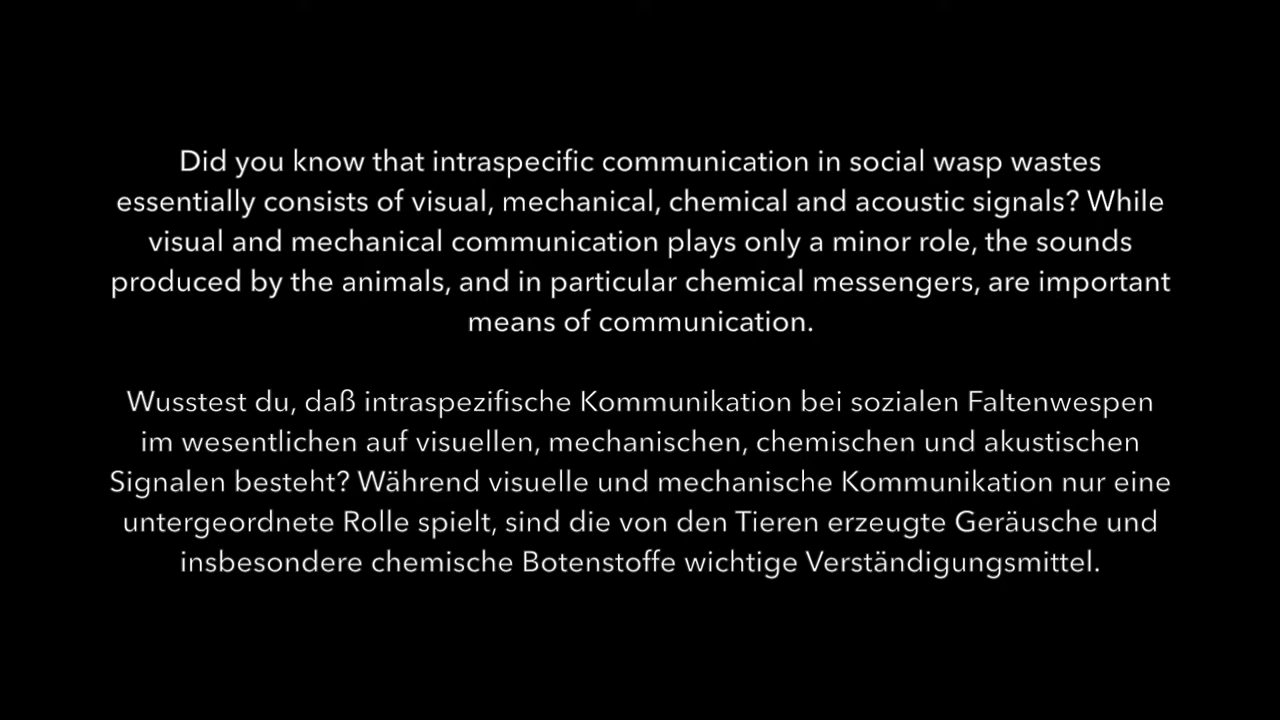 Did you know that intraspecific communication in social wasp wastes
essentially consists of visual, mechanical, chemical and acoustic signals? While
visual and mechanical communication plays only a minor role, the sounds
produced by the animals, and in particular chemical messengers, are important
means of communication.
Wusstest du, daß intraspezifische Kommunikation bei sozialen Faltenwespen
im wesentlichen auf visuellen, mechanischen, chemischen und akustischen
Signalen besteht? Während visuelle und mechanische Kommunikation nur eine
untergeordnete Rolle spielt, sind die von den Tieren erzeugte Geräusche und
insbesondere chemische Botenstoffe wichtige Verständigungsmittel.